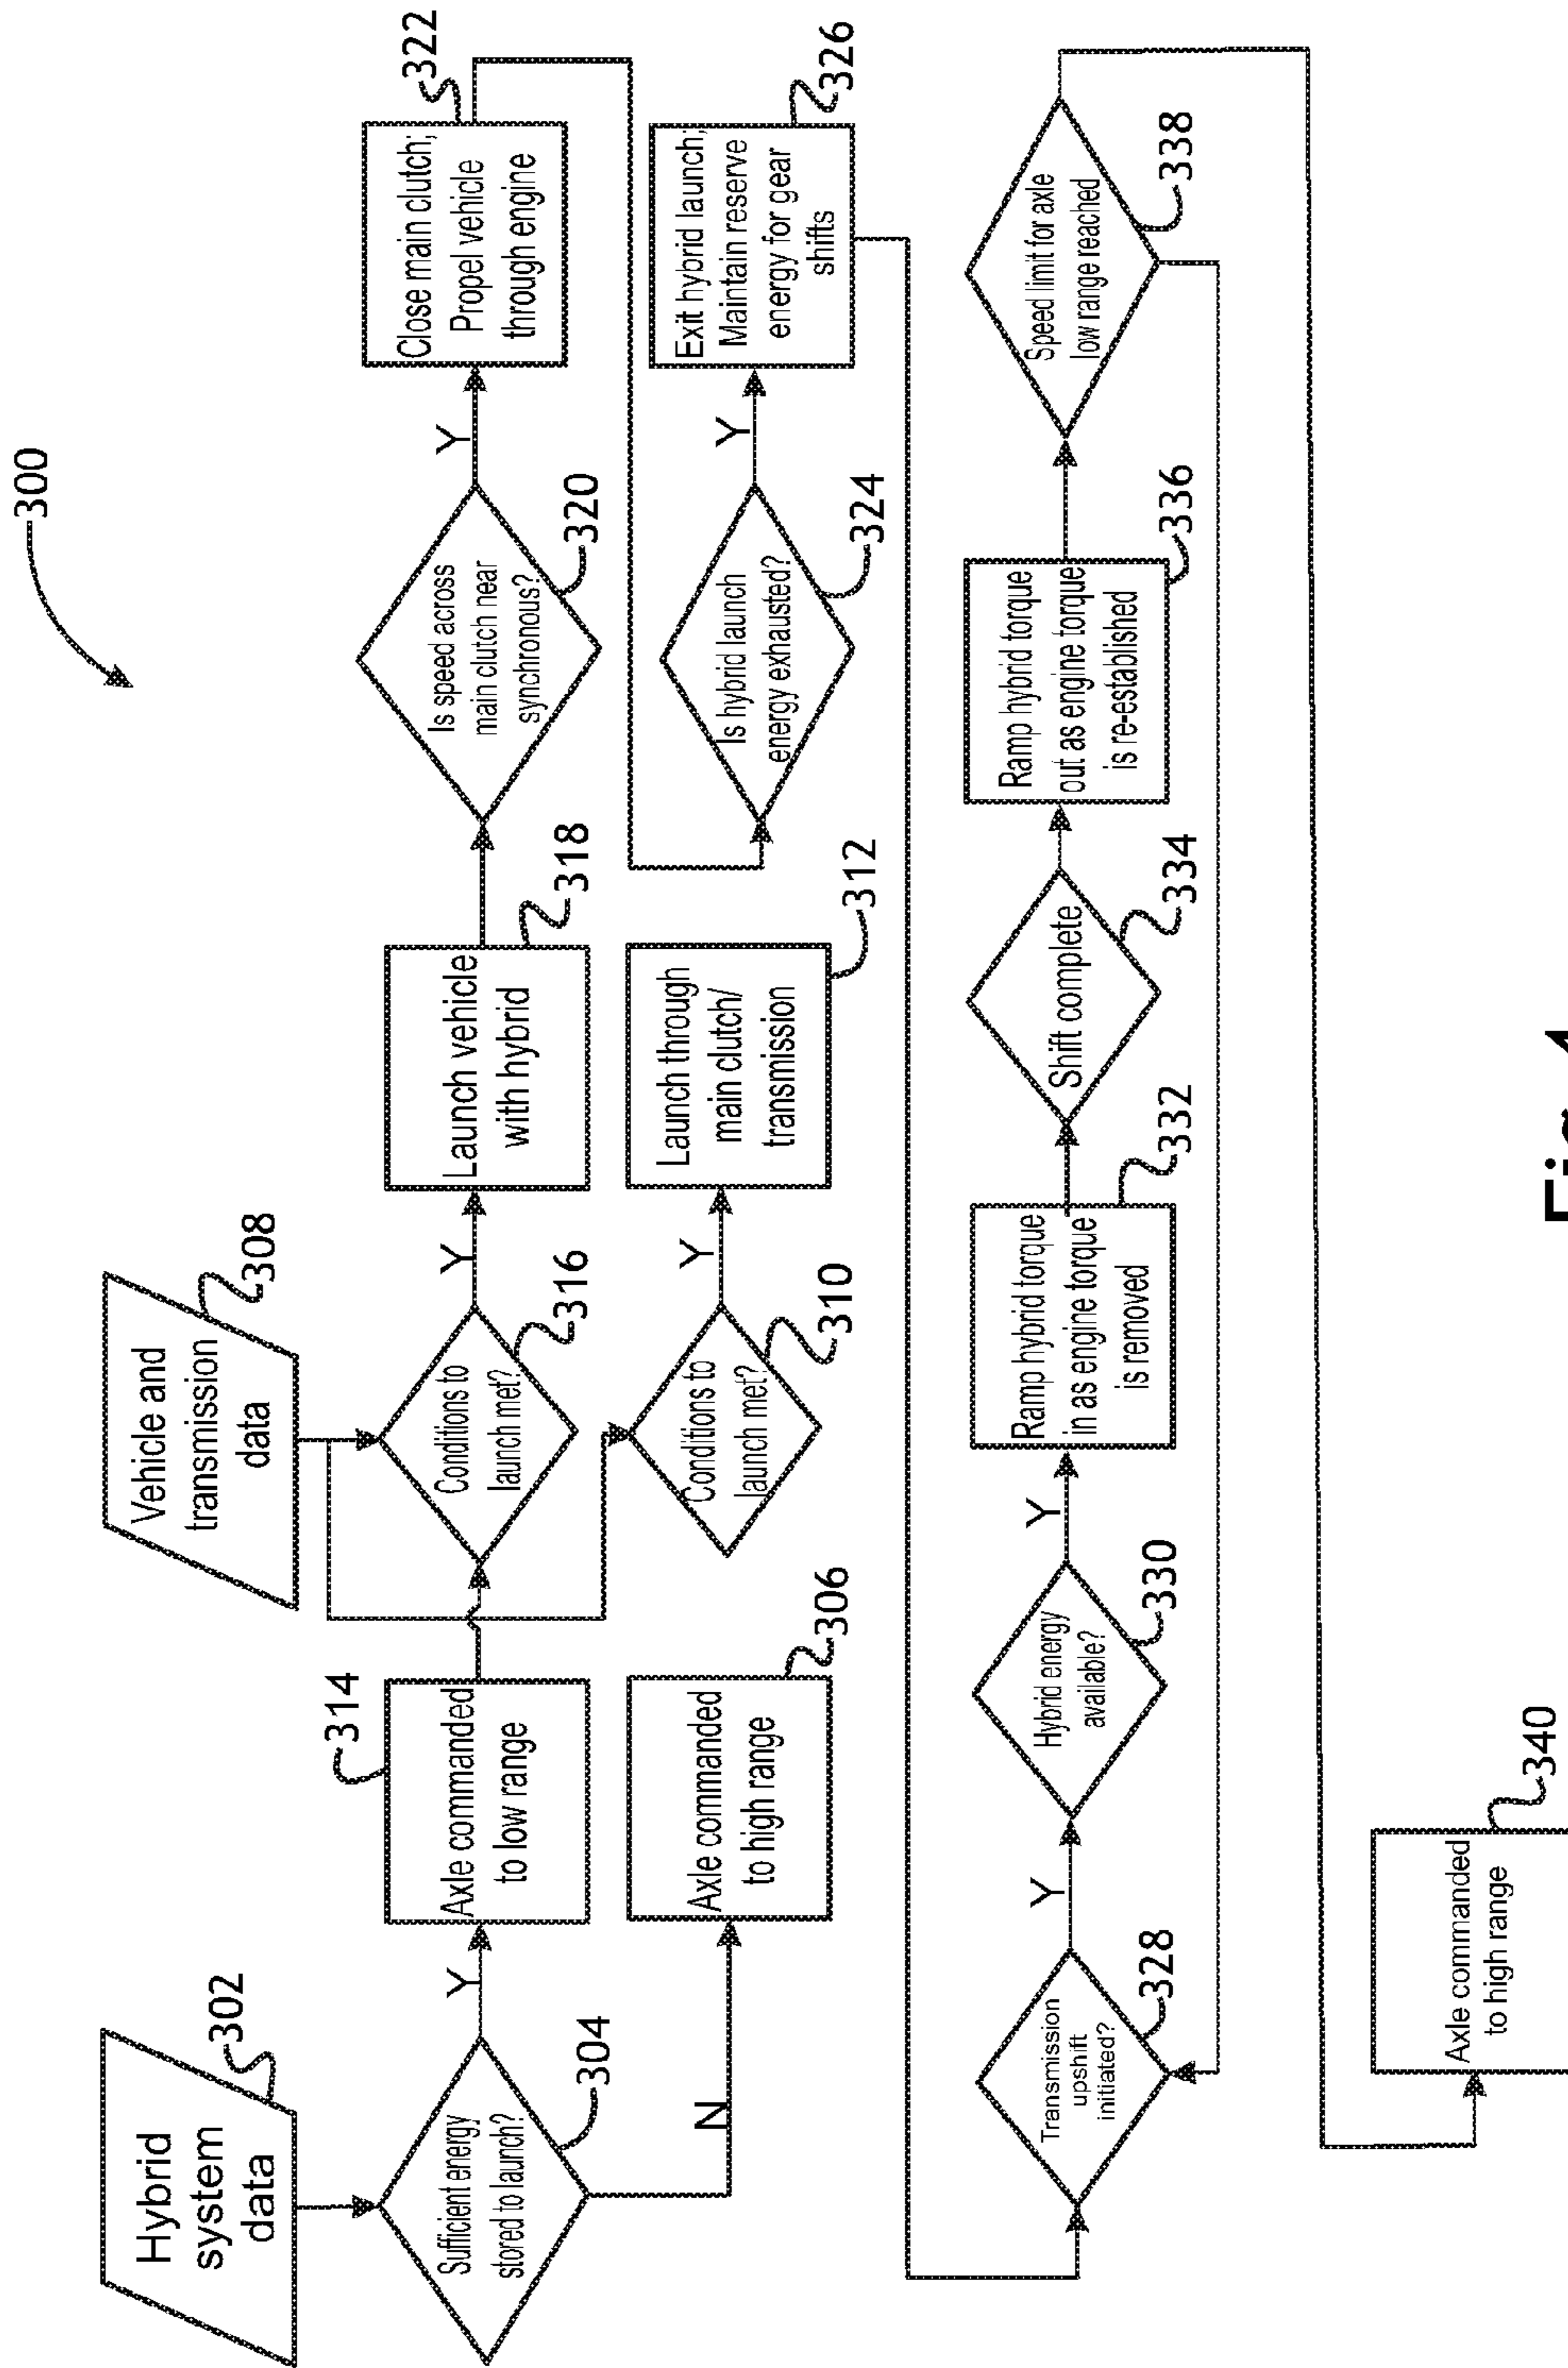 300
Hybrid
system
data
302
Vehicle and
transmission
data
308
Sufficient energy
stored to launch?
304
Y
Axle commanded
to low range
314
Conditions to
launch met?
316
Y
Launch vehicle
with hybrid
318
Is speed across
main clutch near
synchronous?
320
Y
Close main clutch;
Propel vehicle
through engine
322
N
Axle commanded
to high range
306
Conditions to
launch met?
310
Y
Launch through
main clutch/
transmission
312
Is hybrid launch
energy exhausted?
324
Y
Exit hybrid launch;
Maintain reserve
energy for gear
shifts
326
Transmission
upshift
initiated?
328
Y
Hybrid energy
available?
330
Y
Ramp hybrid torque
in as engine torque
is removed
332
Shift complete
334
Ramp hybrid torque
out as engine torque
is re-established
336
Speed limit for axle
low range reached
338
Axle commanded
to high range
340